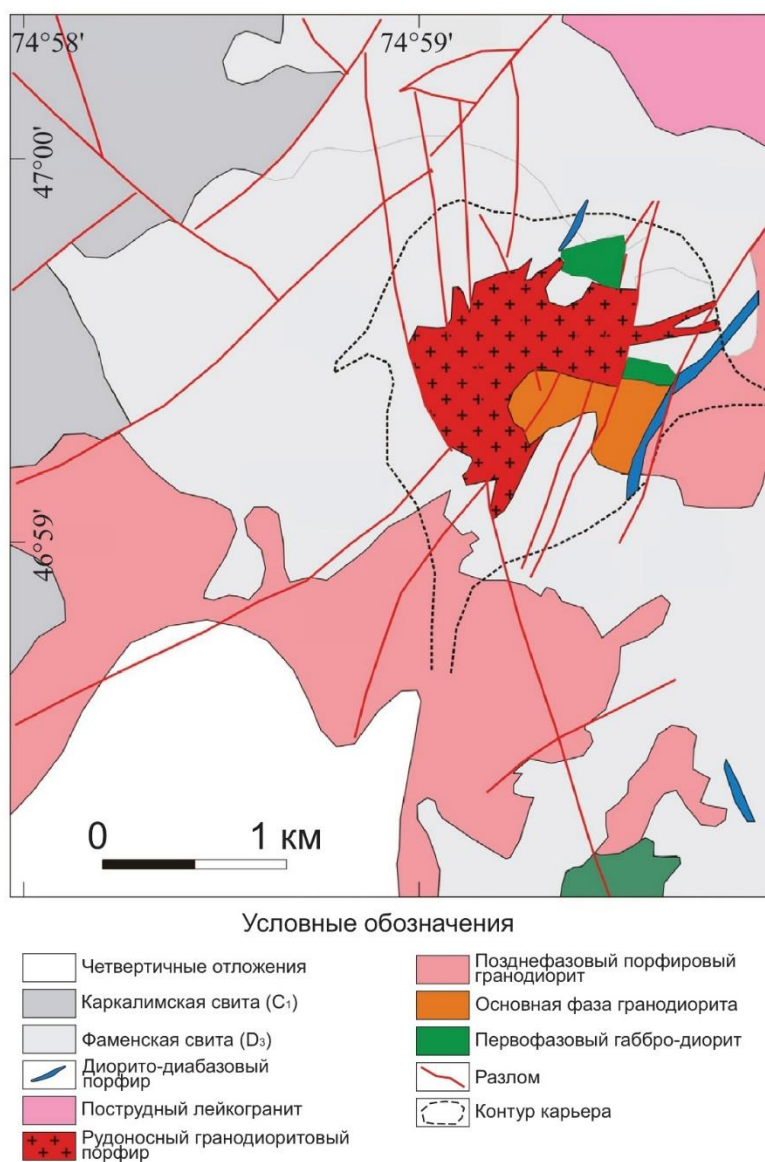 74°58'
74°59'
47°00'
46°59'
0 1 км
Условные обозначения
Четвертичные отложения
Каркалимская свита (C₁)
Фаменская свита (D₃)
Диорито-диабазовый
порфир
Пострудный лейкогранит
Рудоносный гранодиоритовый
порфир
Позднефазовый порфировый
гранодиорит
Основная фаза гранодиорита
Первофазовый габбро-диорит
Разлом
Контур карьера